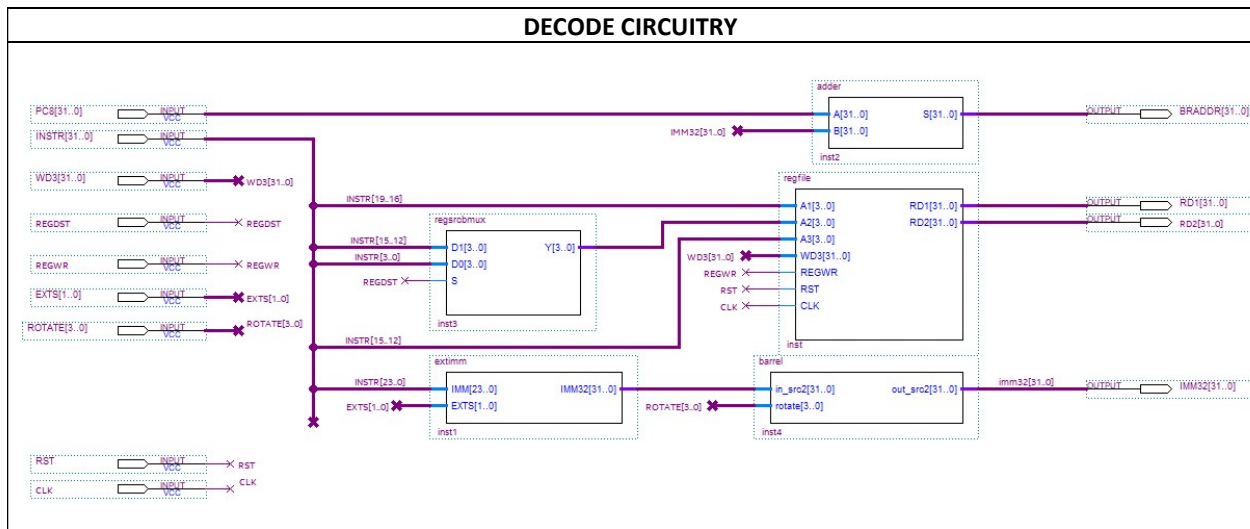 DECODE CIRCUITRY
PC8[31..0] INPUT VCC
INSTR[31..0] INPUT VCC
WD3[31..0] INPUT VCC WD3[31..0]
REGDST INPUT VCC REGDST
REGWR INPUT VCC REGWR
EXTS[1..0] INPUT VCC EXTS[1..0]
ROTATE[3..0] INPUT VCC ROTATE[3..0]
RST INPUT VCC RST
CLK INPUT VCC CLK
adder
A[31..0] S[31..0]
IMM32[31..0] B[31..0]
inst2
OUTPUT BRADDR[31..0]
regfile
INSTR[19..16] A1[3..0] RD1[31..0]
A2[3..0] RD2[31..0]
A3[3..0]
WD3[31..0] WD3[31..0]
REGWR REGWR
RST RST
CLK CLK
inst
OUTPUT RD1[31..0]
OUTPUT RD2[31..0]
regsrcbmux
INSTR[15..12] D1[3..0] Y[3..0]
INSTR[3..0] D0[3..0]
REGDST S
inst3
INSTR[15..12]
extimm
INSTR[23..0] IMM[23..0] IMM32[31..0]
EXTS[1..0] EXTS[1..0]
inst1
barrel
in_src2[31..0] out_src2[31..0]
ROTATE[3..0] rotate[3..0]
inst4
imm32[31..0] OUTPUT IMM32[31..0]